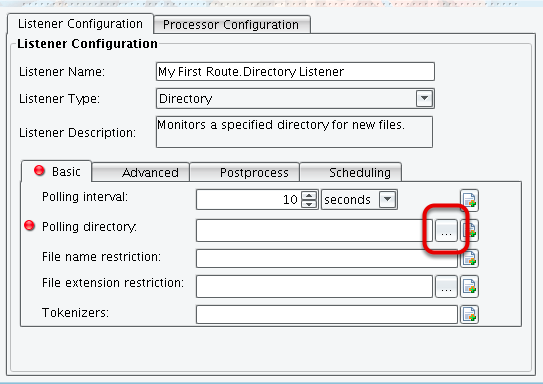 Listener Configuration Processor Configuration
Listener Configuration
Listener Name: My First Route.Directory Listener
Listener Type: Directory
Listener Description: Monitors a specified directory for new files.
Basic Advanced Postprocess Scheduling
Polling interval: 10 seconds
Polling directory: ...
File name restriction:
File extension restriction: ...
Tokenizers: